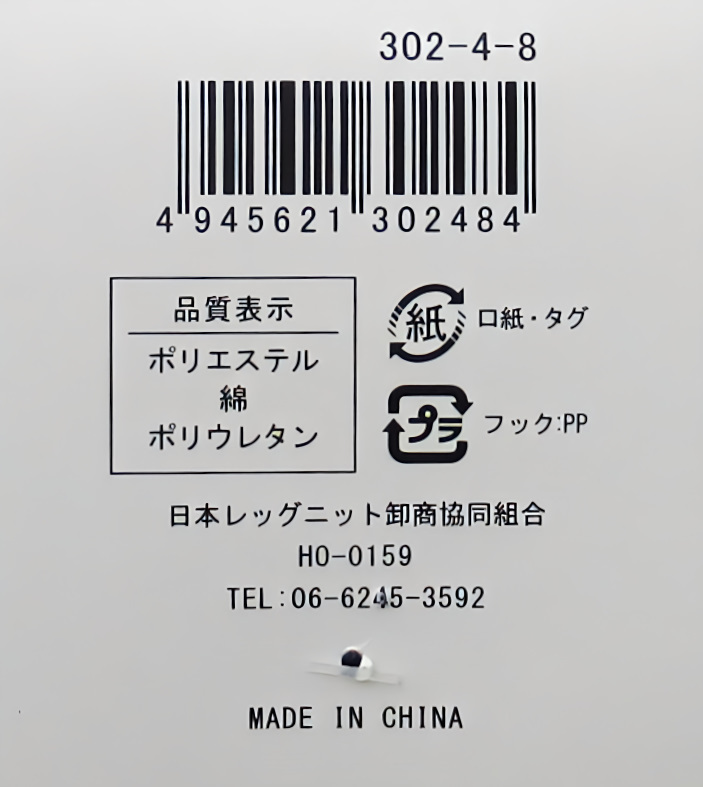 302-4-8
4 945621 302484
品質表示
ポリエステル
綿
ポリウレタン
紙 口紙・タグ
プラ フック:PP
日本レッグニット卸商協同組合
HO-0159
TEL:06-6245-3592
MADE IN CHINA